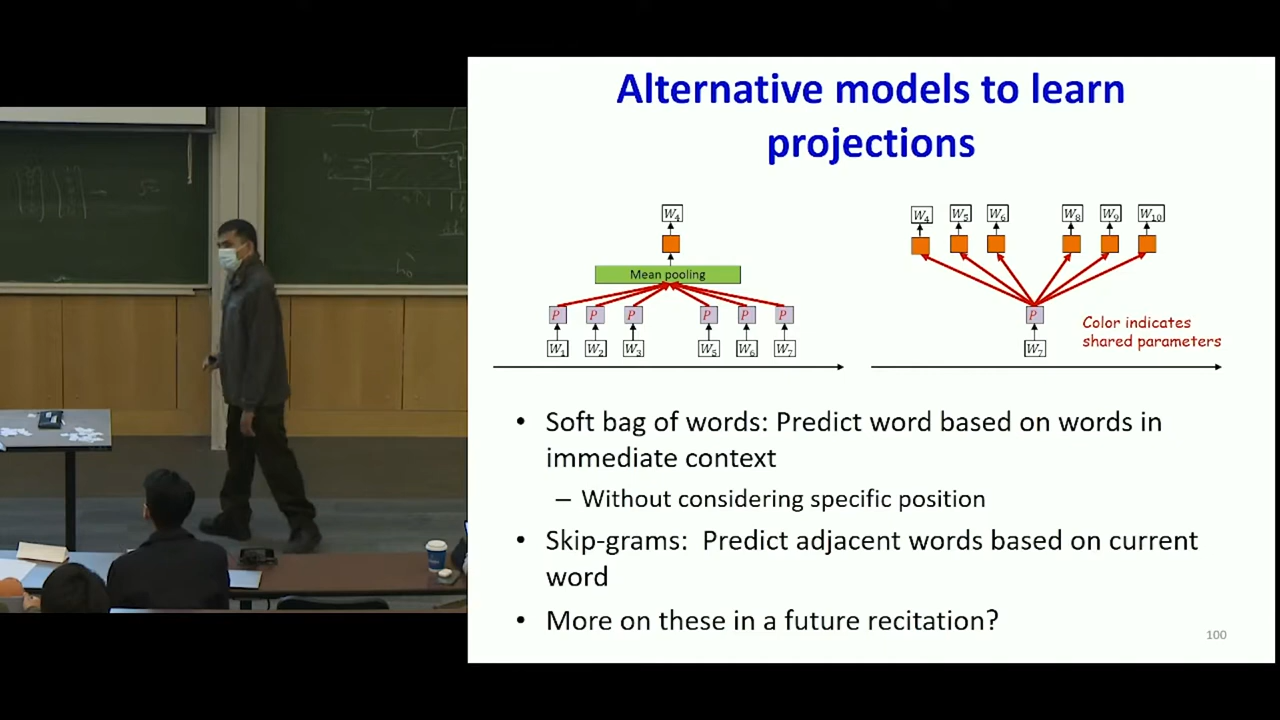 Alternative models to learn
projections
W4
Mean pooling
P P P P P P
W1 W2 W3 W5 W6 W7
W4 W5 W6 W8 W9 W10
P
W7
Color indicates
shared parameters
• Soft bag of words: Predict word based on words in
immediate context
– Without considering specific position
• Skip-grams: Predict adjacent words based on current
word
• More on these in a future recitation?
100